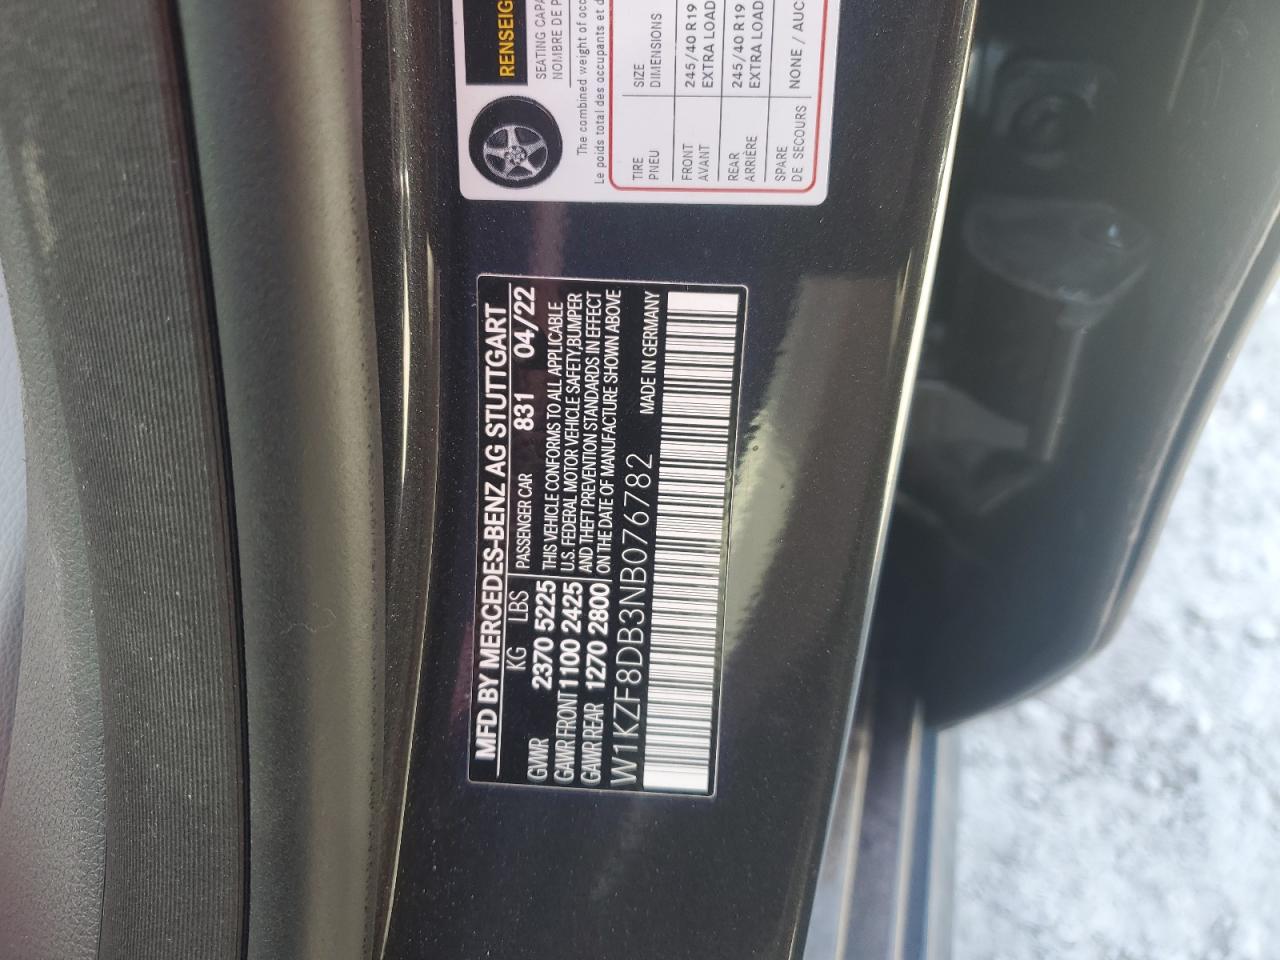 MFD BY MERCEDES-BENZ AG STUTTGART
KG LBS PASSENGER CAR 831 04/22
GVWR 2370 5225 THIS VEHICLE CONFORMS TO ALL APPLICABLE
GAWR FRONT 1100 2425 U.S. FEDERAL MOTOR VEHICLE SAFETY,BUMPER
GAWR REAR 1270 2800 AND THEFT PREVENTION STANDARDS IN EFFECT
ON THE DATE OF MANUFACTURE SHOWN ABOVE
W1KZF8DB3NB076782 MADE IN GERMANY
SEATING
NOMBRE DE
The combined weight of
Le poids total des occupants et
TIRE SIZE
PNEU DIMENSIONS
FRONT 245/40 R19
AVANT EXTRA LOAD
REAR 245/40 R19
ARRIÈRE EXTRA LOAD
SPARE NONE /
DE SECOURS